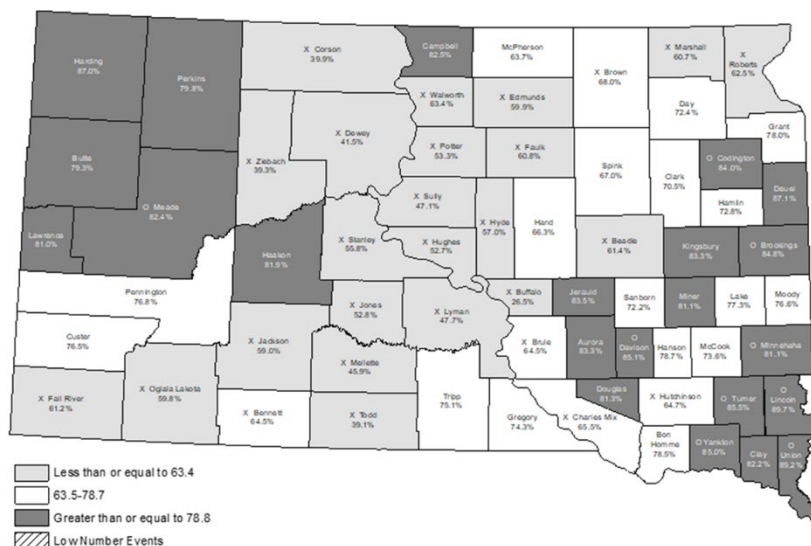 X Corson
39.9%
Campbell
82.5%
McPherson
63.7%
X Brown
68.0%
X Marshall
60.7%
X
Roberts
62.5%
Harding
87.0%
Perkins
79.8%
X Walworth
63.4%
X Edmunds
59.9%
Day
72.4%
Grant
78.0%
X Dewey
41.5%
X Potter
53.3%
X Faulk
60.8%
Butte
79.3%
X Ziebach
39.3%
Spink
67.0%
Clark
70.5%
O Codington
84.0%
Deuel
87.1%
O Meade
82.4%
X Sully
47.1%
X Hyde
57.0%
Hand
66.3%
Hamlin
72.8%
Lawrence
81.0%
Haakon
81.9%
X Stanley
55.8%
X Hughes
52.7%
X Beadle
61.4%
Kingsbury
83.3%
O Brookings
84.8%
Pennington
76.8%
X Jones
52.8%
X Lyman
47.7%
X Buffalo
26.5%
Jerauld
83.5%
Sanborn
72.2%
Miner
81.1%
Lake
77.3%
Moody
76.6%
Custer
76.5%
X Jackson
59.0%
X Brule
64.5%
Aurora
83.3%
O
Davison
85.1%
Hanson
78.7%
McCook
73.6%
O Minnehaha
81.1%
X Fall River
61.2%
X Oglala Lakota
59.8%
X Mellette
45.9%
Douglas
81.3%
X Hutchinson
64.7%
O Turner
85.5%
O
Lincoln
89.7%
X Bennett
64.5%
X Todd
39.1%
Tripp
75.1%
Gregory
74.3%
X Charles Mix
65.5%
Bon
Homme
78.5%
O Yankton
85.0%
Clay
82.2%
O
Union
89.2%
Less than or equal to 63.4
63.5-78.7
Greater than or equal to 78.8
Low Number Events